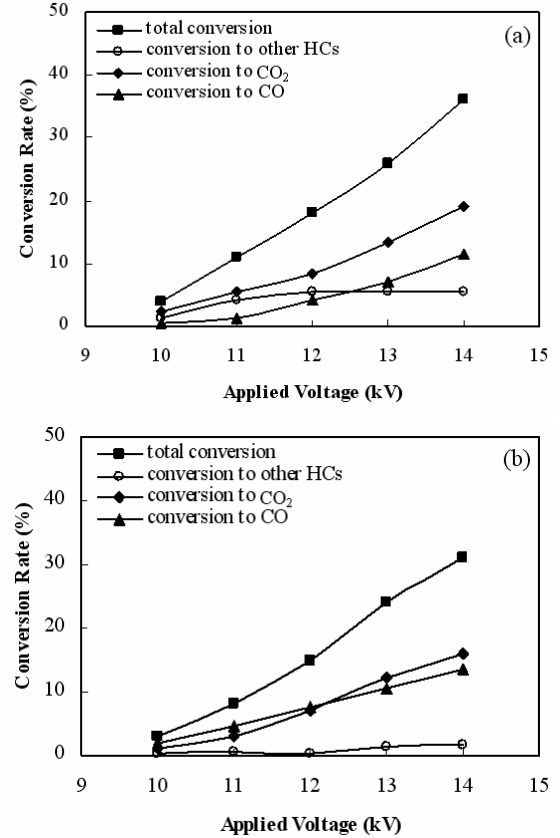 50
40
30
20
10
0
Conversion Rate (%)
total conversion
conversion to other HCs
conversion to CO₂
conversion to CO
(a)
9 10 11 12 13 14 15
Applied Voltage (kV)
50
40
30
20
10
0
Conversion Rate (%)
total conversion
conversion to other HCs
conversion to CO₂
conversion to CO
(b)
9 10 11 12 13 14 15
Applied Voltage (kV)